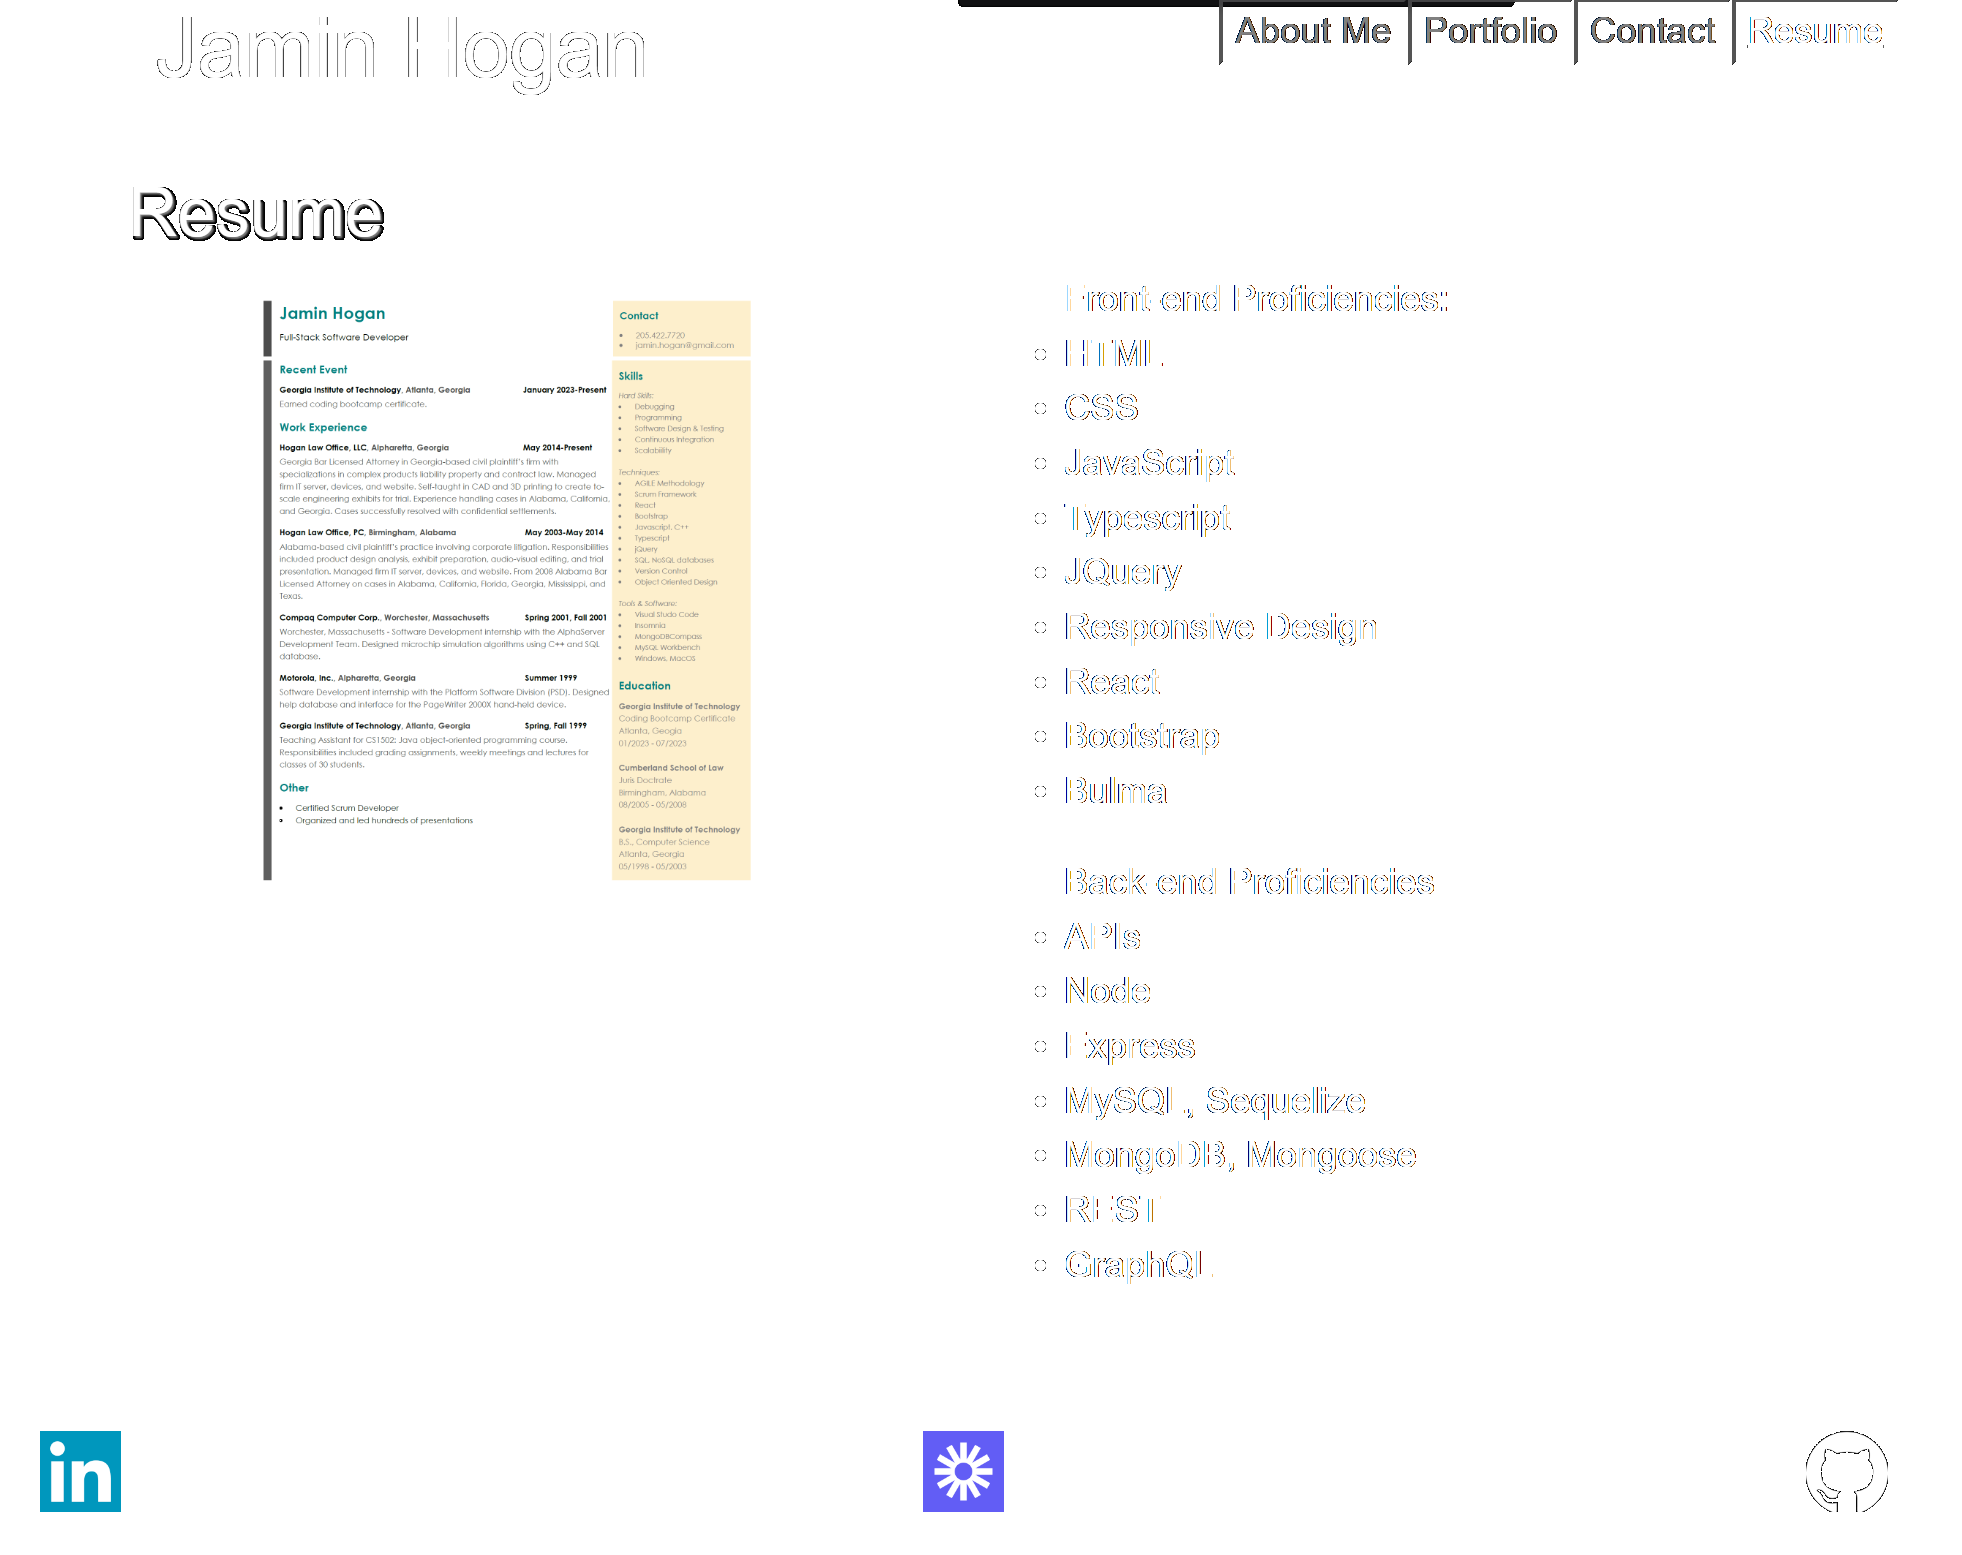 Jamin Hogan
About Me
Portfolio
Contact
Resume
Resume
Jamin Hogan
Full-Stack Software Developer
Recent Event
Georgia Institute of Technology, Atlanta, Georgia January 2023-Present
Earned coding bootcamp certificate.
Work Experience
Hogan Law Office, LLC, Alpharetta, Georgia May 2014-Present
Georgia Bar Licensed Attorney in Georgia-based civil plaintiff's firm with
specializations in complex products liability property and contract law. Managed
firm IT server, devices, and website. Self-taught in CAD and 3D printing to create to-
scale engineering exhibits for trial. Experience handling cases in Alabama, California,
and Georgia. Cases successfully resolved with confidential settlements.
Hogan Law Office, PC, Birmingham, Alabama May 2003-May 2014
Alabama-based civil plaintiff's practice involving corporate litigation. Responsibilities
included product design analysis, exhibit preparation, audio-visual editing, and trial
presentation. Managed firm IT server, devices, and website. From 2008 Alabama Bar
Licensed Attorney on cases in Alabama, California, Florida, Georgia, Mississippi, and
Texas.
Compaq Computer Corp., Worchester, Massachusetts Spring 2001, Fall 2001
Worchester, Massachusetts - Software Development internship with the AlphaServer
Development Team. Designed microchip simulation algorithms using C++ and SQL
database.
Motorola, Inc., Alpharetta, Georgia Summer 1999
Software Development internship with the Platform Software Division (PSD). Designed
help database and interface for the PageWriter 2000X hand-held device.
Georgia Institute of Technology, Atlanta, Georgia Spring, Fall 1999
Teaching Assistant for CS1502: Java object-oriented programming course.
Responsibilities included grading assignments, weekly meetings and lectures for
classes of 30 students.
Other
• Certified Scrum Developer
• Organized and led hundreds of presentations
Contact
• 205.422.7720
• jamin.hogan@gmail.com
Skills
Hard Skills:
• Debugging
• Programming
• Software Design & Testing
• Continuous Integration
• Scalability
Techniques:
• AGILE Methodology
• Scrum Framework
• React
• Bootstrap
• Javascript, C++
• Typescript
• jQuery
• SQL, NoSQL databases
• Version Control
• Object Oriented Design
Tools & Software:
• Visual Studo Code
• Insomnia
• MongoDBCompass
• MySQL Workbench
• Windows, MacOS
Education
Georgia Institute of Technology
Coding Bootcamp Certificate
Atlanta, Geogia
01/2023 - 07/2023
Cumberland School of Law
Juris Doctrate
Birmingham, Alabama
08/2005 - 05/2008
Georgia Institute of Technology
B.S., Computer Science
Atlanta, Georgia
05/1998 - 05/2003
Front-end Proficiencies:
HTML
CSS
JavaScript
Typescript
JQuery
Responsive Design
React
Bootstrap
Bulma
Back-end Proficiencies
APIs
Node
Express
MySQL, Sequelize
MongoDB, Mongoose
REST
GraphQL
in